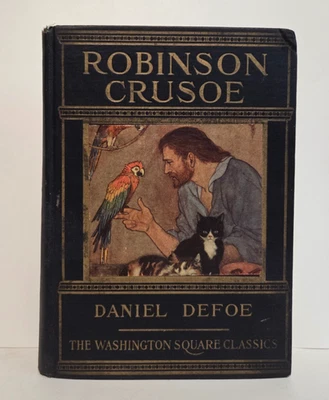 ROBINSON
CRUSOE
DANIEL DEFOE
THE WASHINGTON SQUARE CLASSICS